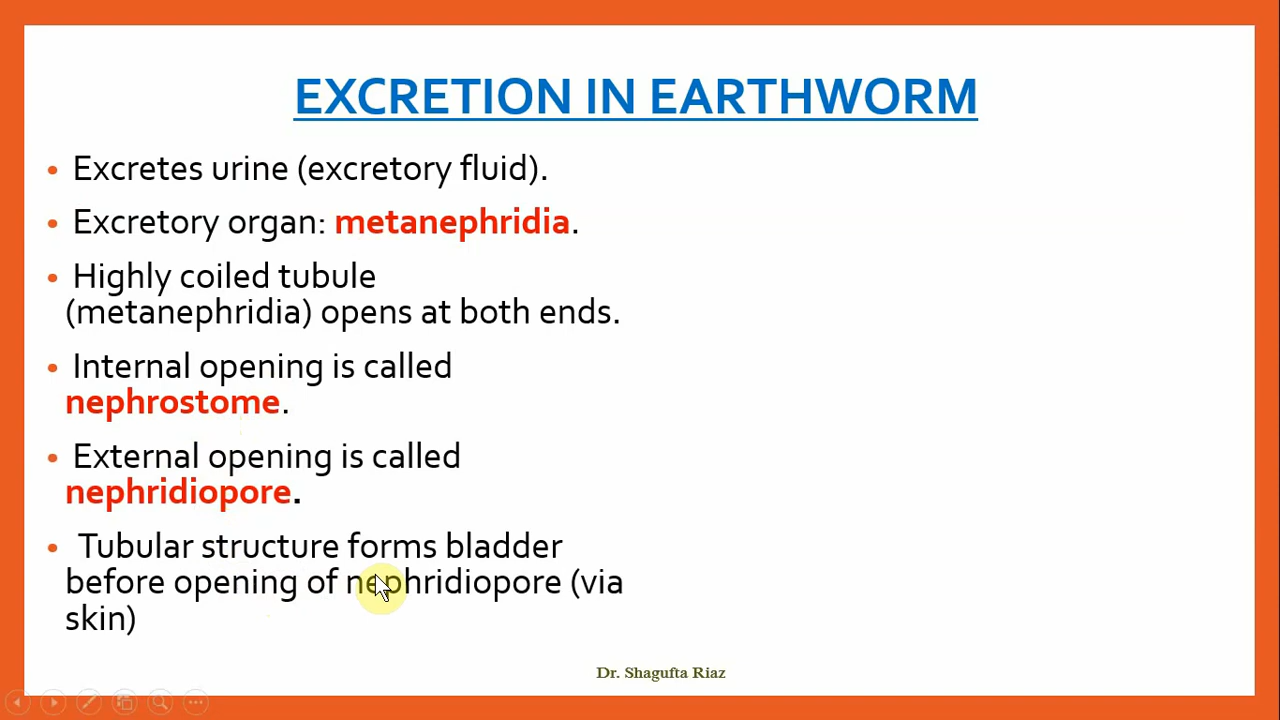 EXCRETION IN EARTHWORM
• Excretes urine (excretory fluid).
• Excretory organ: metanephridia.
• Highly coiled tubule
(metanephridia) opens at both ends.
• Internal opening is called
nephrostome.
• External opening is called
nephridiopore.
• Tubular structure forms bladder
before opening of nephridiopore (via
skin)
Dr. Shagufta Riaz